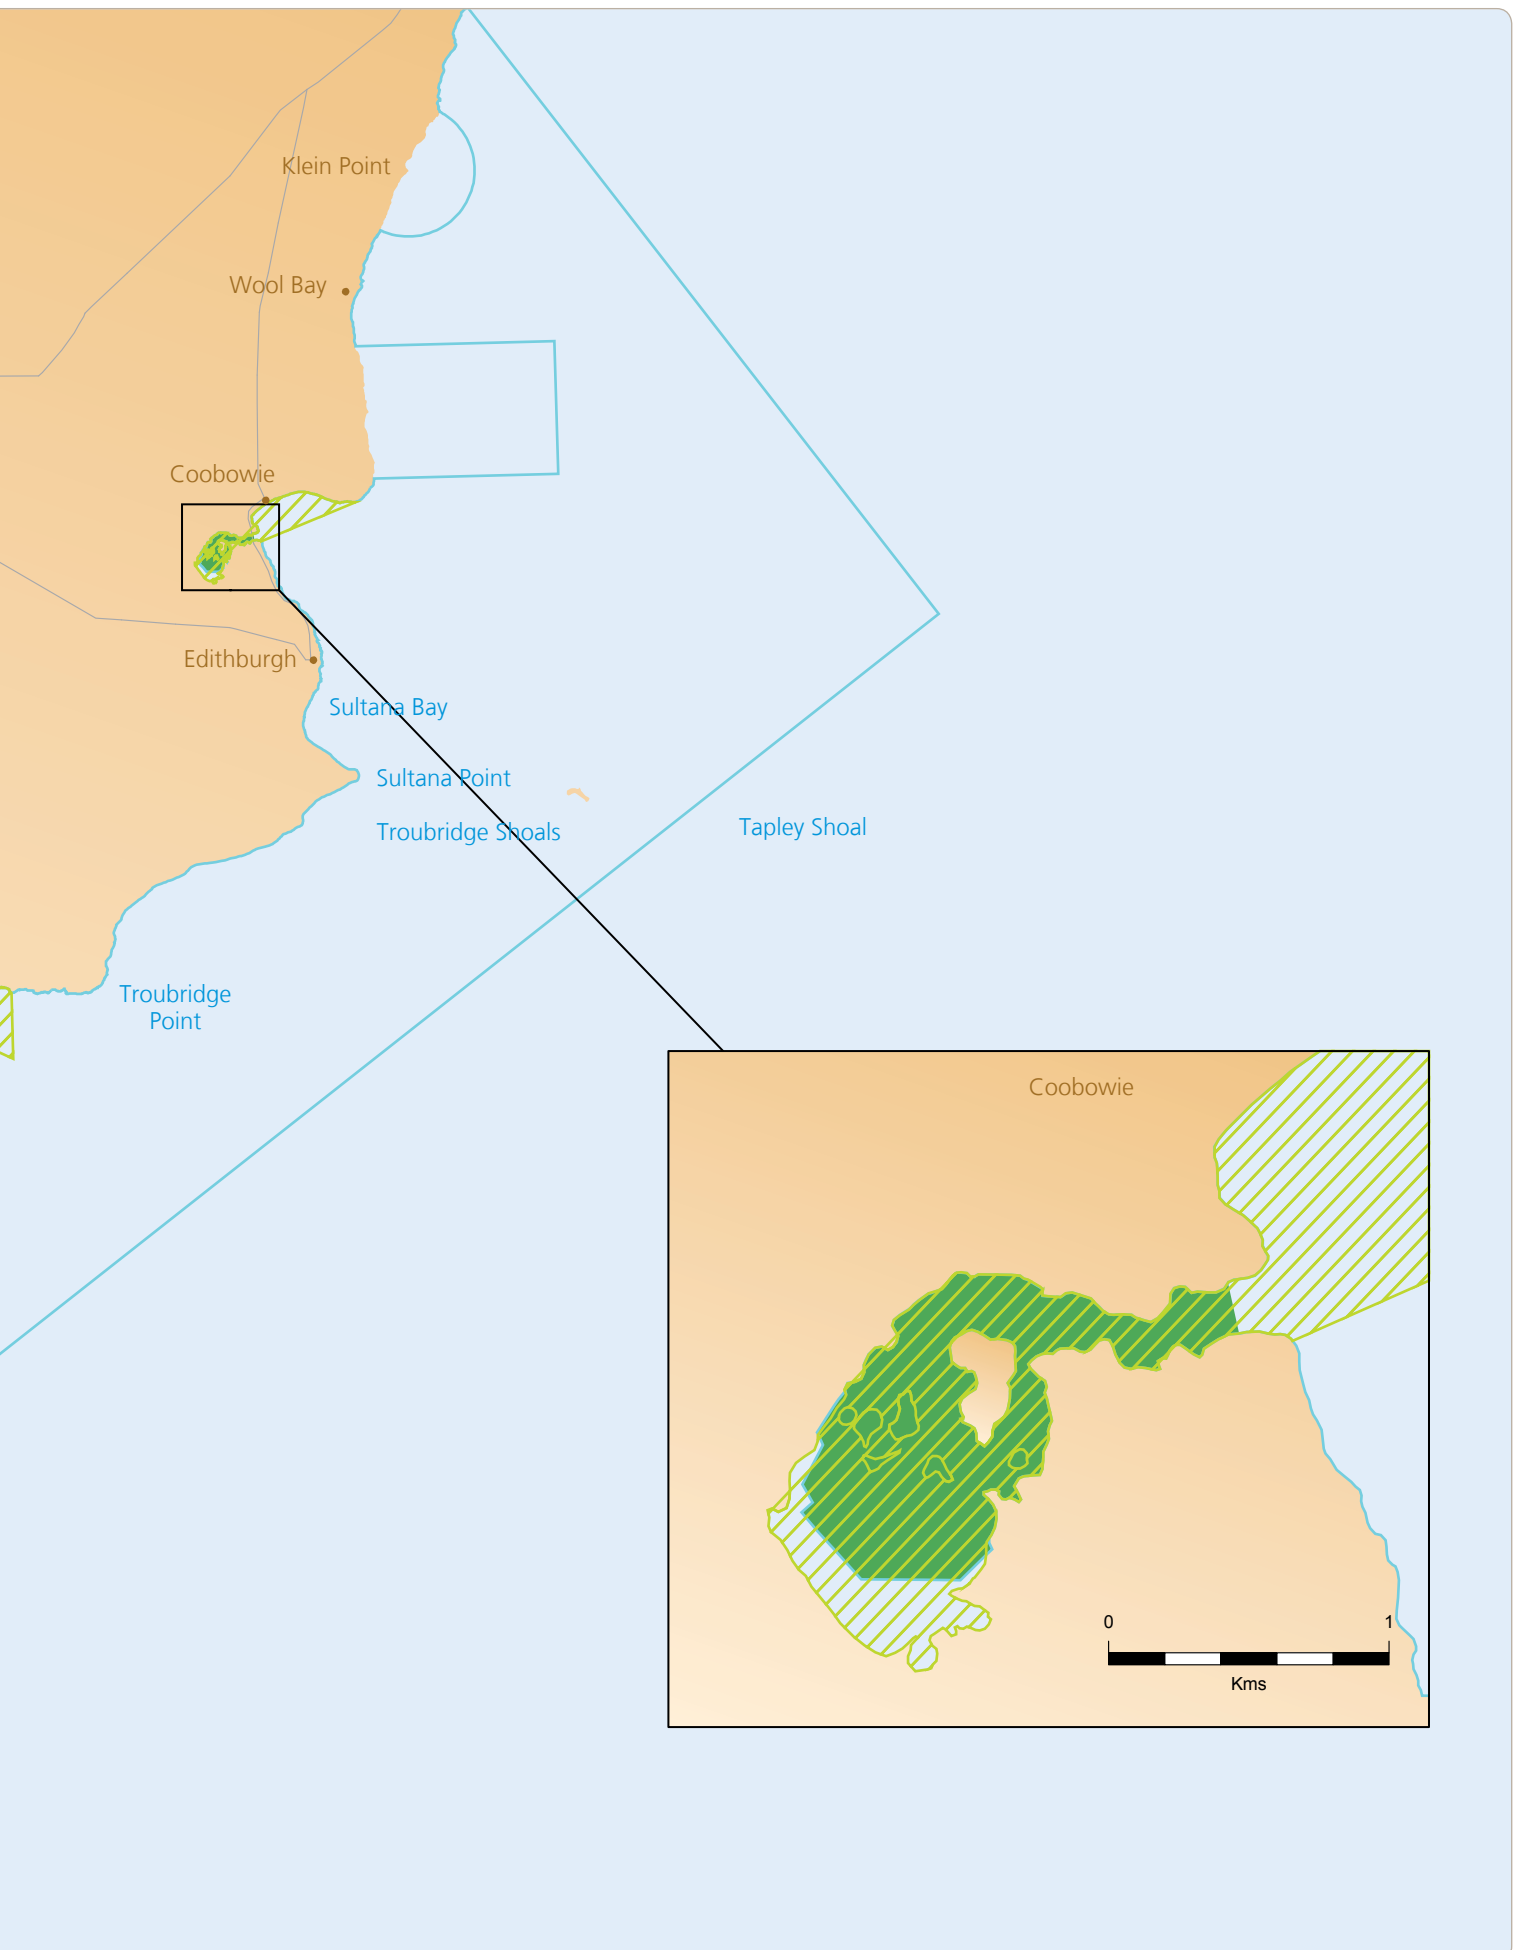 Klein Point
Wool Bay
Coobowie
Edithburgh
Sultana Bay
Sultana Point
Troubridge Shoals
Tapley Shoal
Troubridge
Point
Coobowie
0 1
Kms